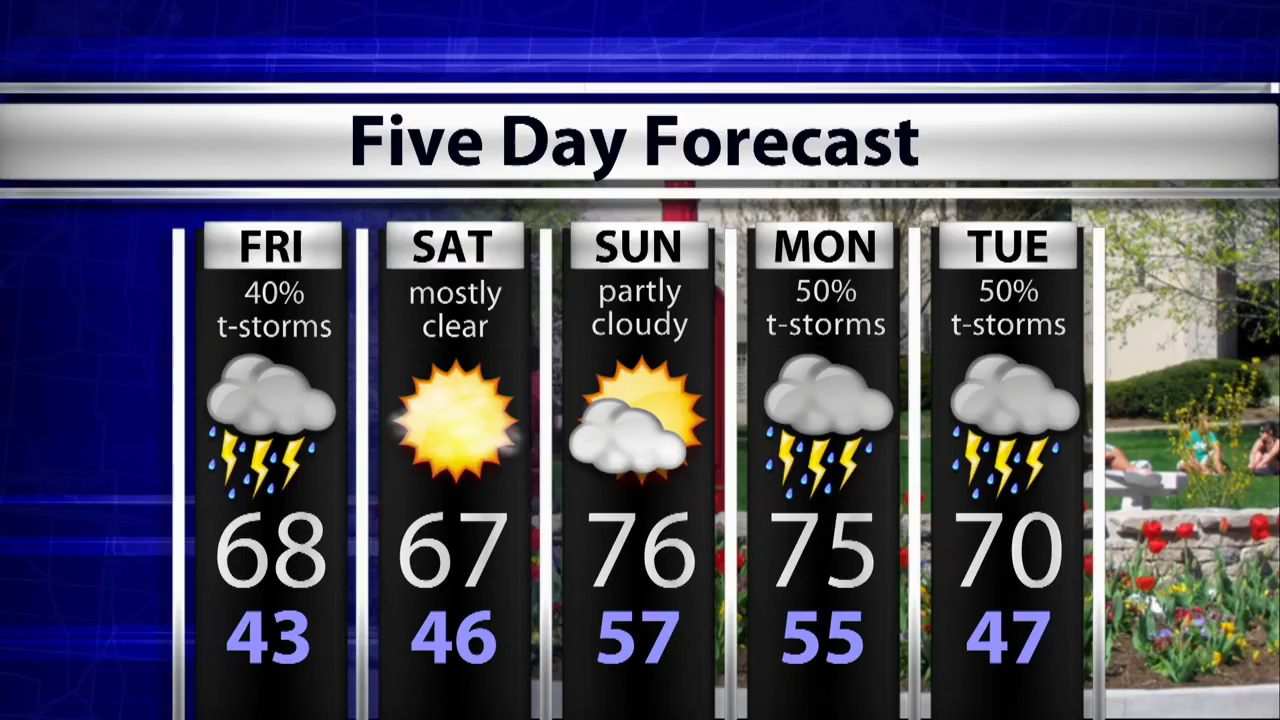 Five Day Forecast
FRI
40%
t-storms
68
43
SAT
mostly
clear
67
46
SUN
partly
cloudy
76
57
MON
50%
t-storms
75
55
TUE
50%
t-storms
70
47